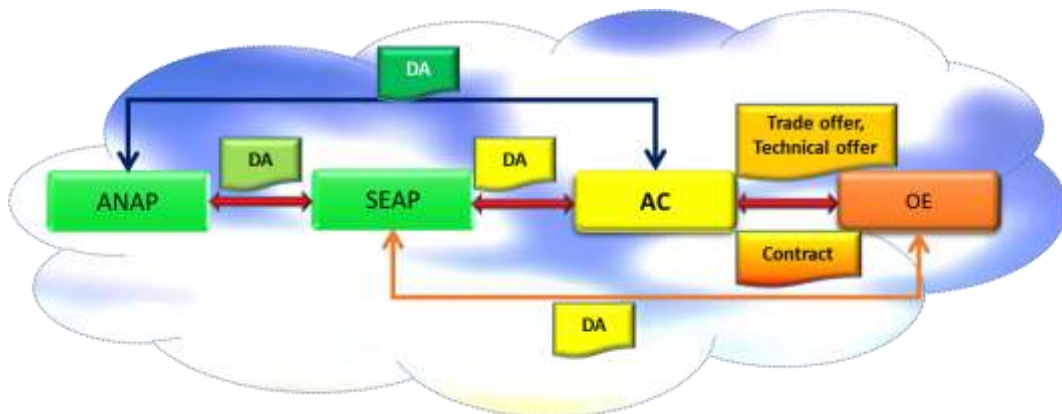 DA
Trade offer,
Technical offer
DA
DA
ANAP
SEAP
AC
OE
Contract
DA